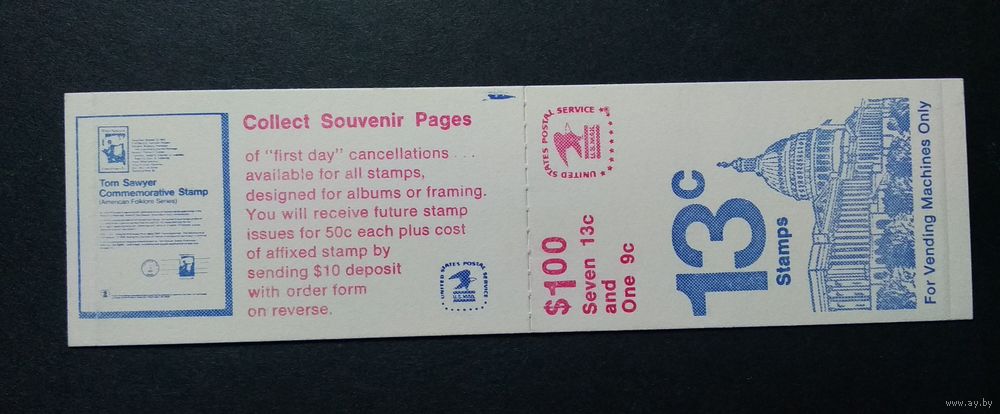 Tom Sawyer
Commemorative Stamp
(American Folklore Series)
Collect Souvenir Pages
of "first day" cancellations...
available for all stamps,
designed for albums or framing.
You will receive future stamp
issues for 50c each plus cost
of affixed stamp by
sending $10 deposit
with order form
on reverse.
UNITED STATES POSTAL SERVICE
U.S.MAIL
UNITED STATES POSTAL SERVICE
U.S.MAIL
$100
Seven 13c
and
One 9c
13c
Stamps
For Vending Machines Only
www.ay.by